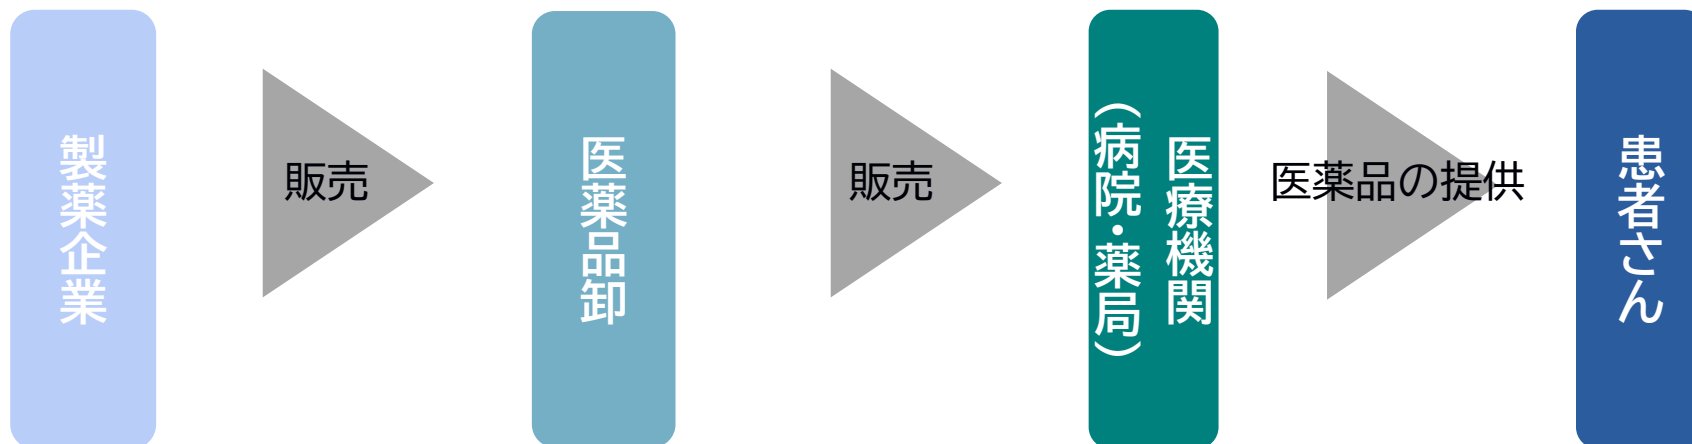 製薬企業
販売
医薬品卸
販売
医療機関
（病院・薬局）
医薬品の提供
患者さん